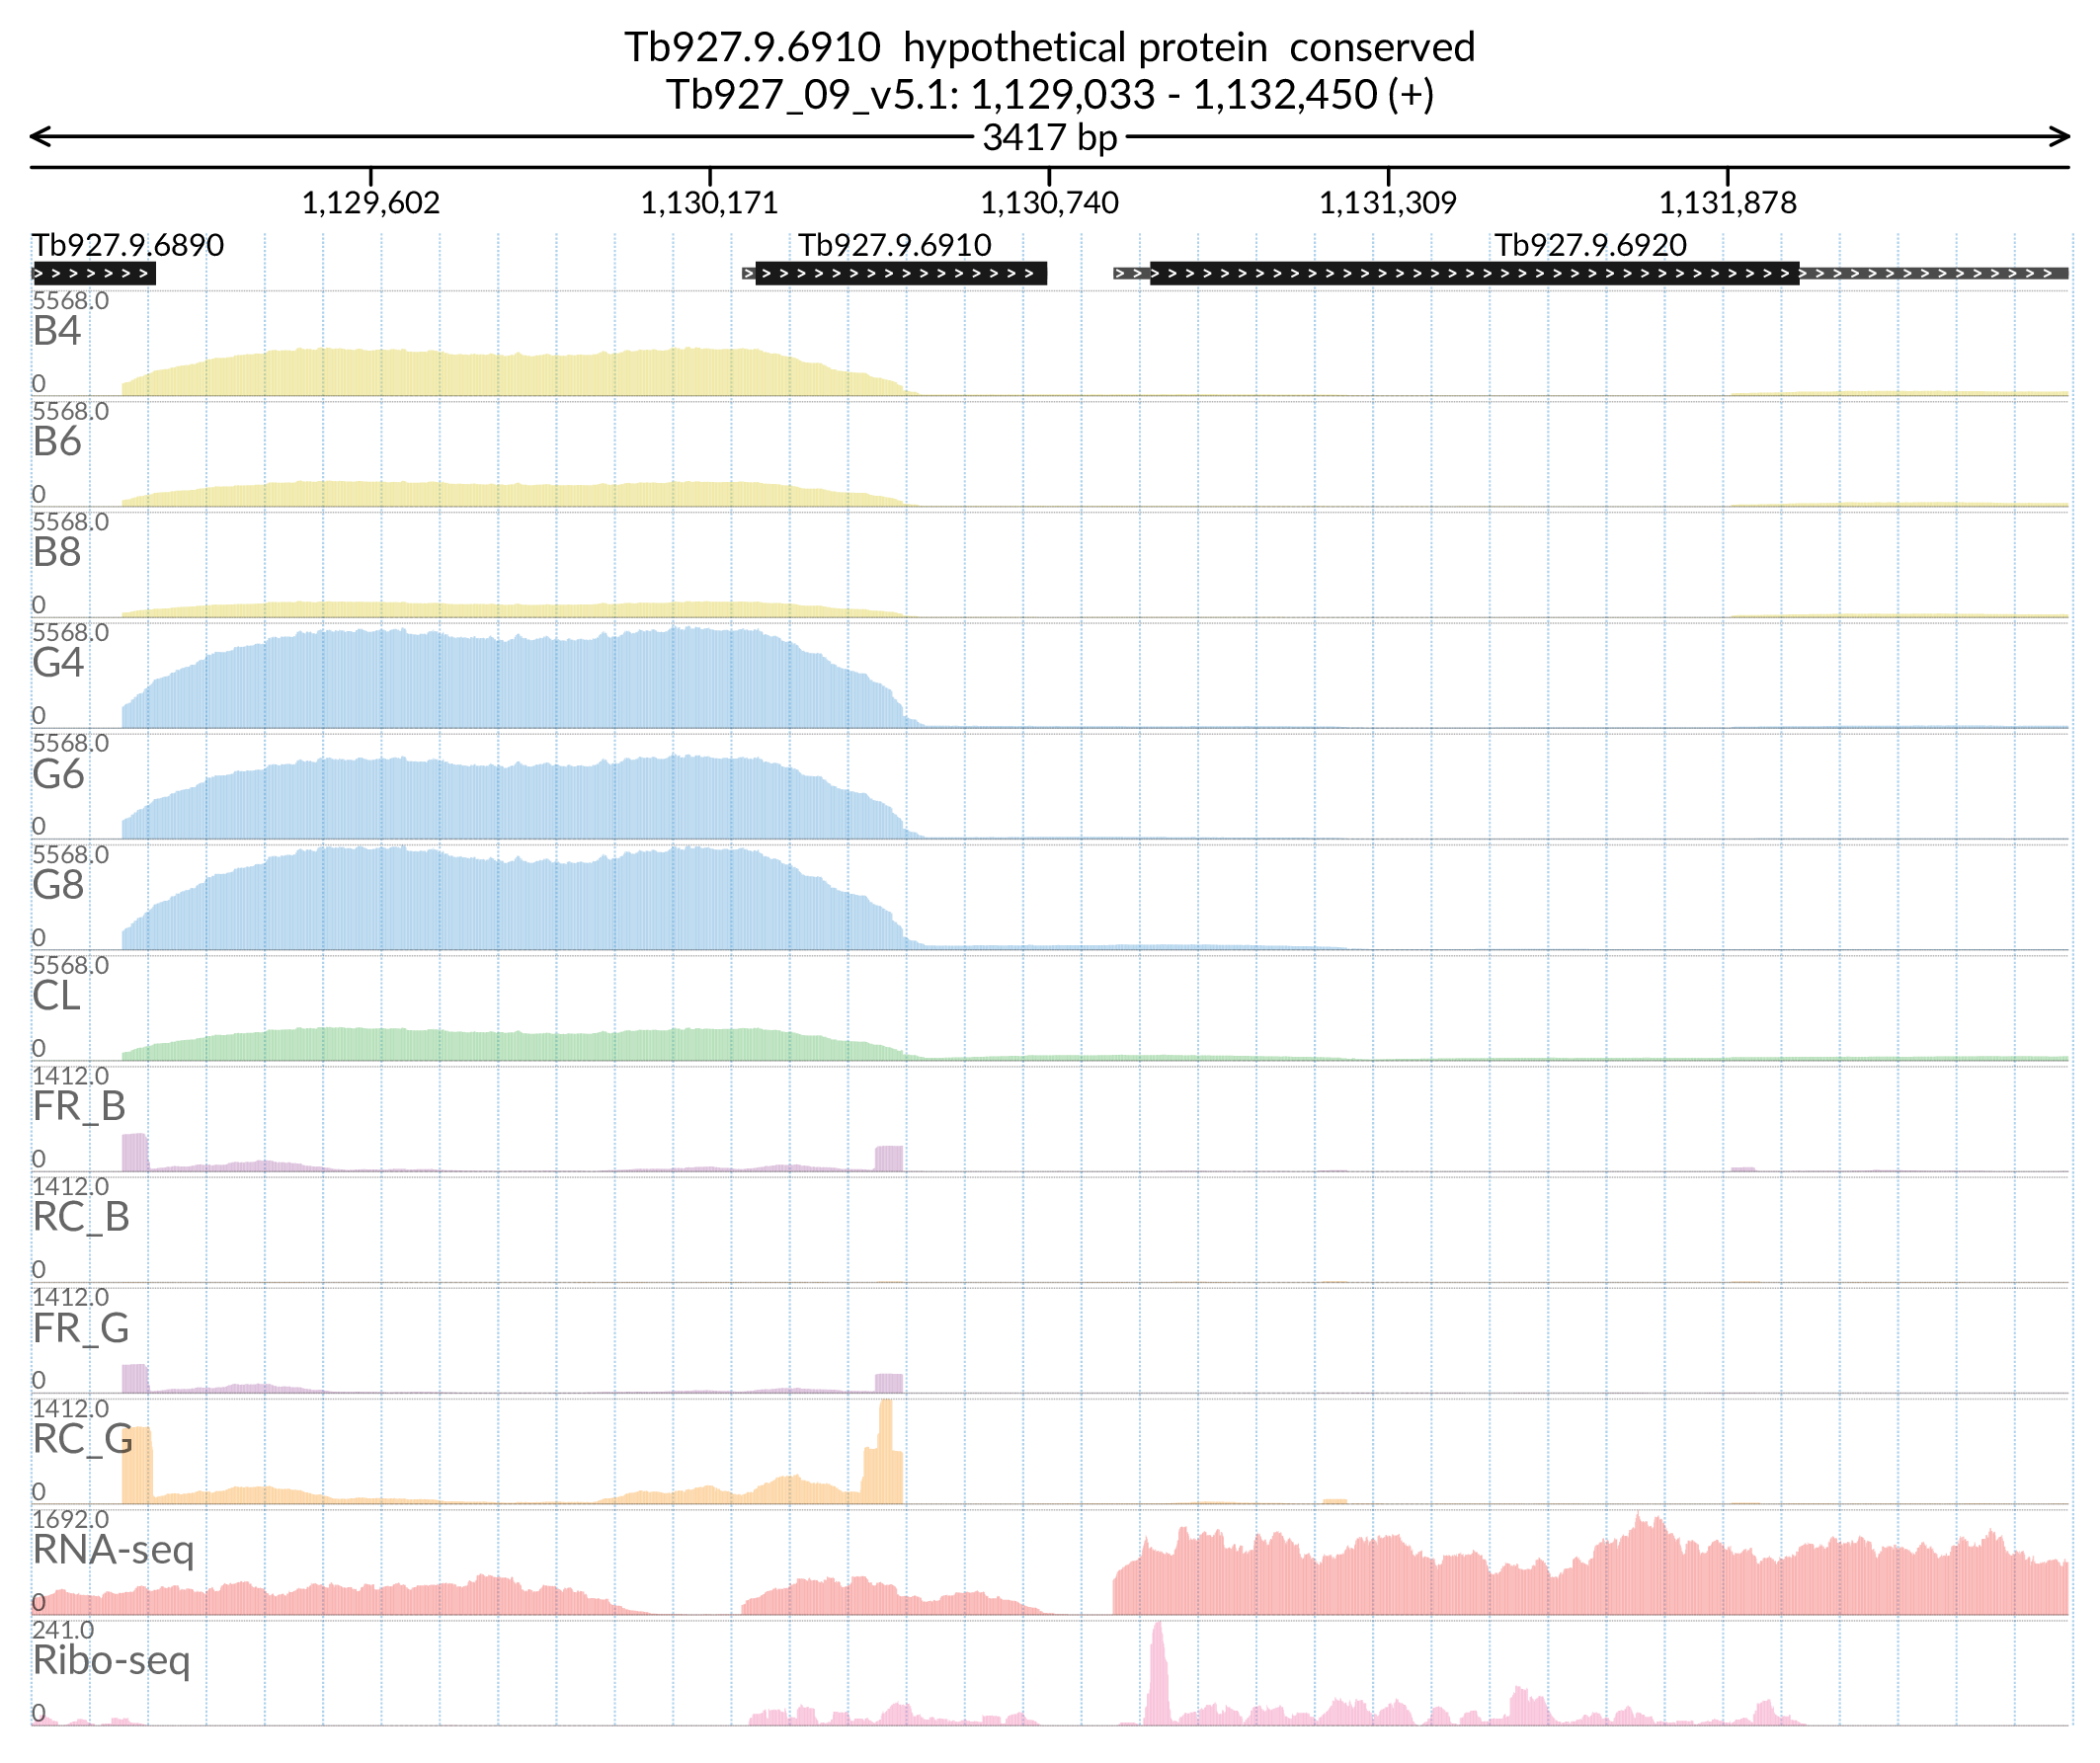 Tb927.9.6910  hypothetical protein  conserved
Tb927_09_v5.1: 1,129,033 - 1,132,450 (+)
3417 bp
1,129,602 1,130,171 1,130,740 1,131,309 1,131,878
Tb927.9.6890 Tb927.9.6910 Tb927.9.6920
5568.0
B4
0
5568.0
B6
0
5568.0
B8
0
5568.0
G4
0
5568.0
G6
0
5568.0
G8
0
5568.0
CL
0
1412.0
FR_B
0
1412.0
RC_B
0
1412.0
FR_G
0
1412.0
RC_G
0
1692.0
RNA-seq
0
241.0
Ribo-seq
0